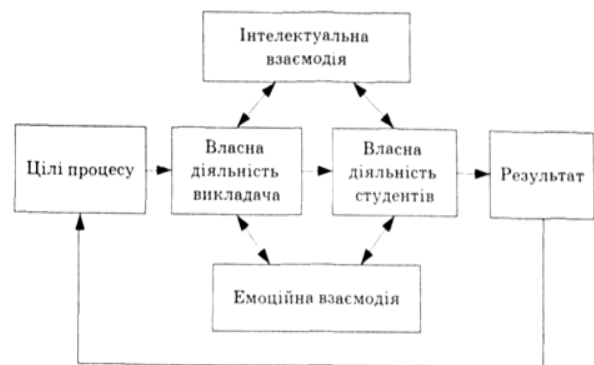 Інтелектуальна
взаємодія
Цілі процесу
Власна
діяльність
викладача
Власна
діяльність
студентів
Результат
Емоційна взаємодія